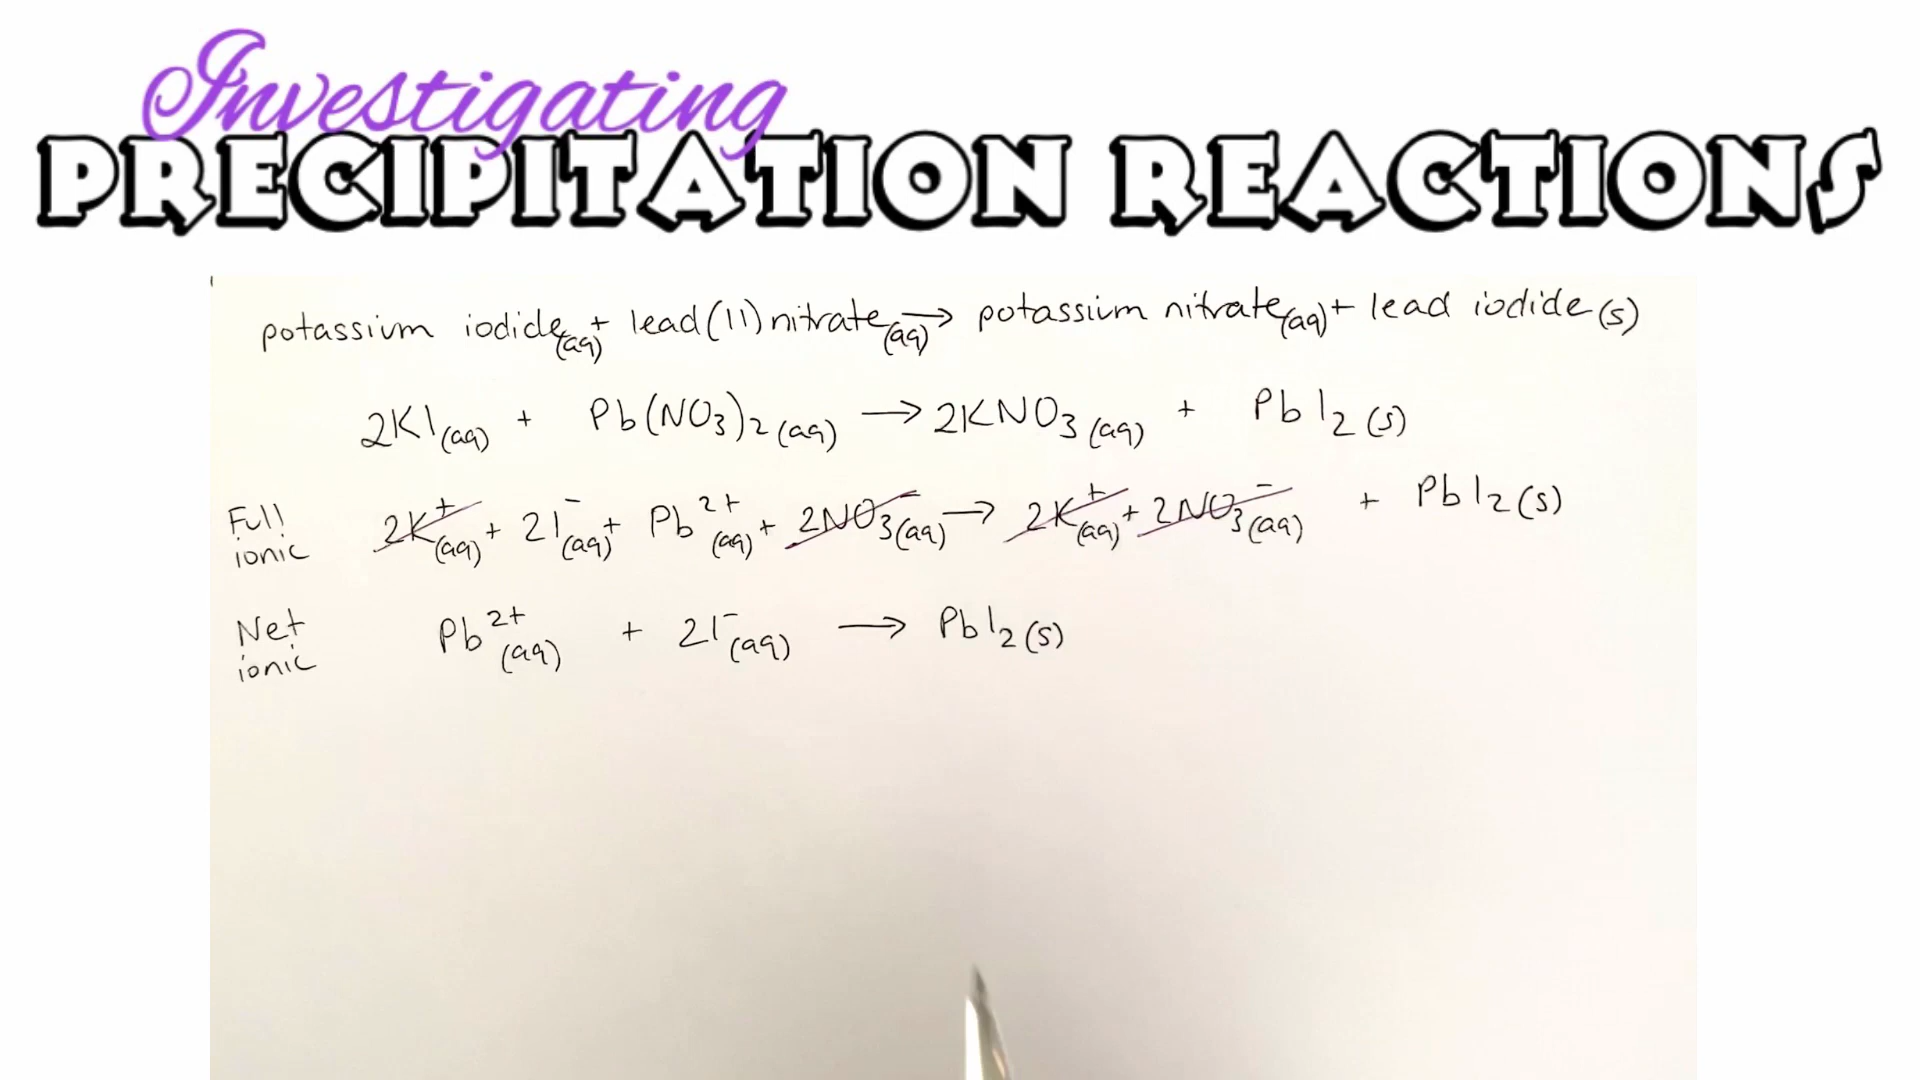 Investigating
PRECIPITATION REACTIONS
potassium iodide(aq) + lead(II) nitrate(aq) → potassium nitrate(aq) + lead iodide(s)
2KI(aq) + Pb(NO₃)₂(aq) → 2KNO₃(aq) + PbI₂(s)
Full ionic 2K⁺(aq) + 2I⁻(aq) + Pb²⁺(aq) + 2NO₃⁻(aq) → 2K⁺(aq) + 2NO₃⁻(aq) + PbI₂(s)
Net ionic Pb²⁺(aq) + 2I⁻(aq) → PbI₂(s)